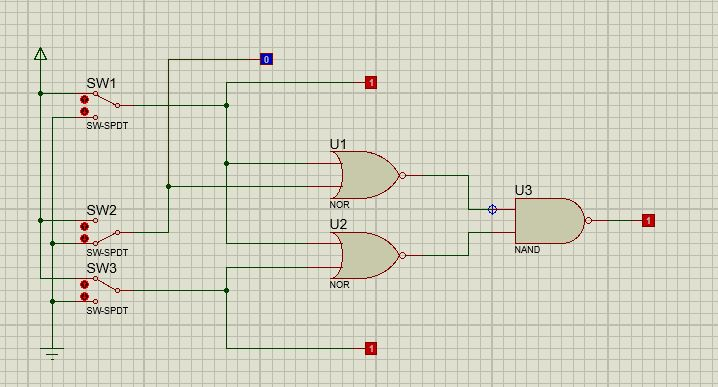 0
1
SW1
SW-SPDT
U1
NOR
U3
NAND
1
SW2
SW-SPDT
U2
NOR
SW3
SW-SPDT
1